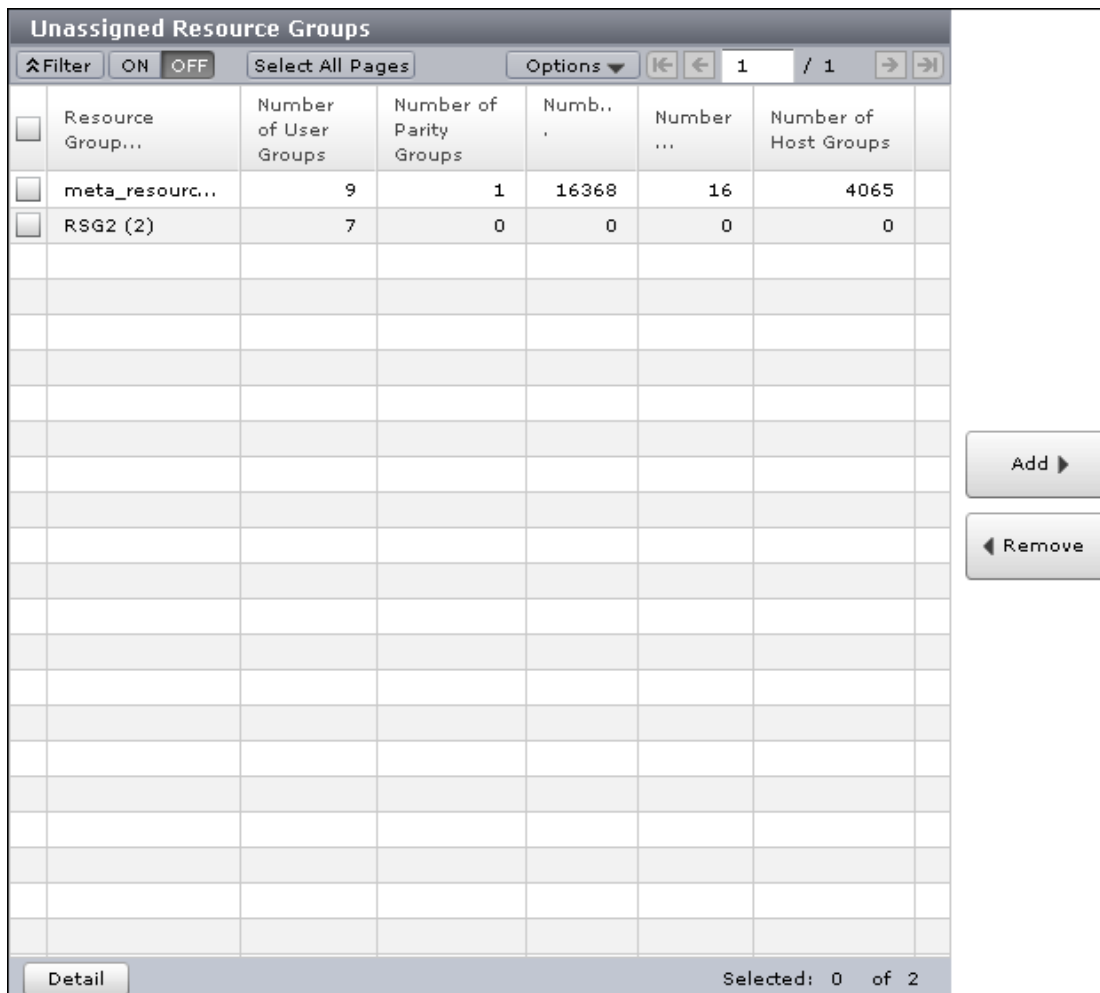 Unassigned Resource Groups
Filter ON OFF Select All Pages Options 1 / 1
Resource Group...
Number of User Groups
Number of Parity Groups
Numb...
Number ...
Number of Host Groups
meta_resourc... 9 1 16368 16 4065
RSG2 (2) 7 0 0 0 0
Add
Remove
Detail Selected: 0 of 2